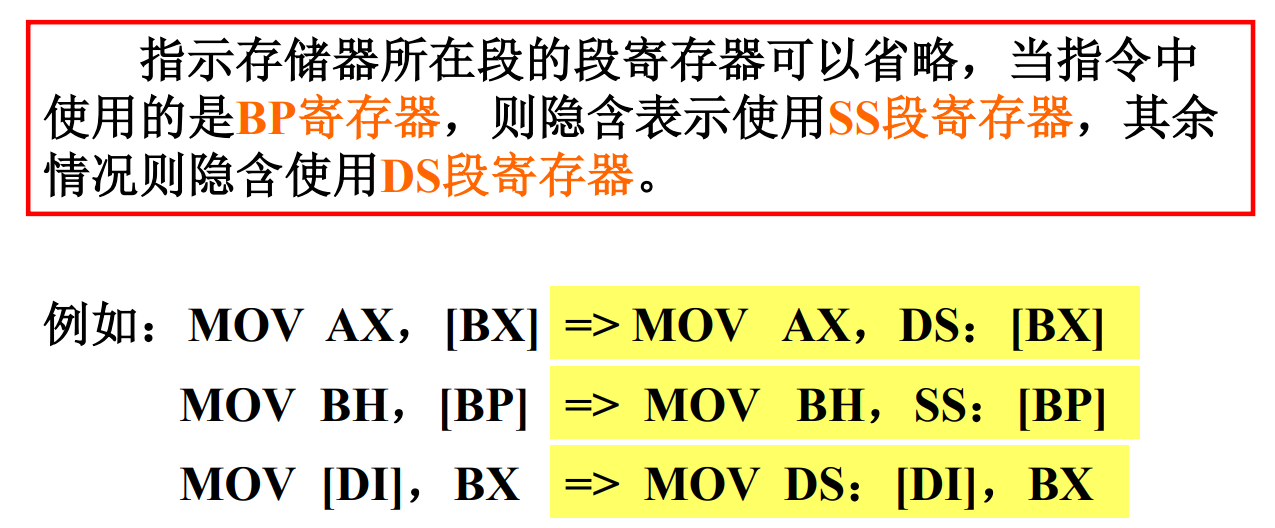 指示存储器所在段的段寄存器可以省略，当指令中
使用的是BP寄存器，则隐含表示使用SS段寄存器，其余
情况则隐含使用DS段寄存器。
例如：MOV AX，[BX] => MOV AX，DS：[BX]
MOV BH，[BP] => MOV BH，SS：[BP]
MOV [DI]，BX => MOV DS：[DI]，BX